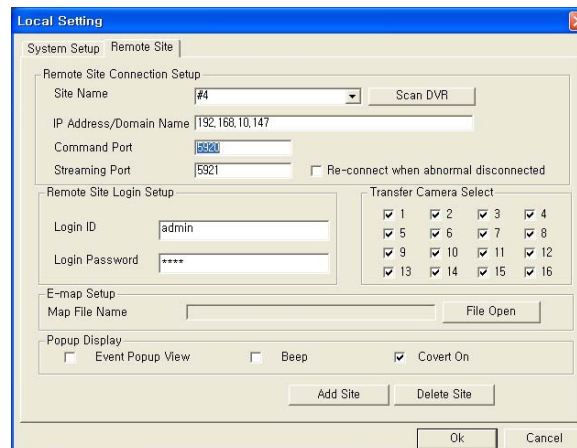 Local Setting
System Setup Remote Site
Remote Site Connection Setup
Site Name #4 Scan DVR
IP Address/Domain Name 192,168,10,147
Command Port 5920
Streaming Port 5921 Re-connect when abnormal disconnected
Remote Site Login Setup Transfer Camera Select
1 2 3 4
Login ID admin 5 6 7 8
9 10 11 12
Login Password **** 13 14 15 16
E-map Setup
Map File Name File Open
Popup Display
Event Popup View Beep Covert On
Add Site Delete Site
Ok Cancel